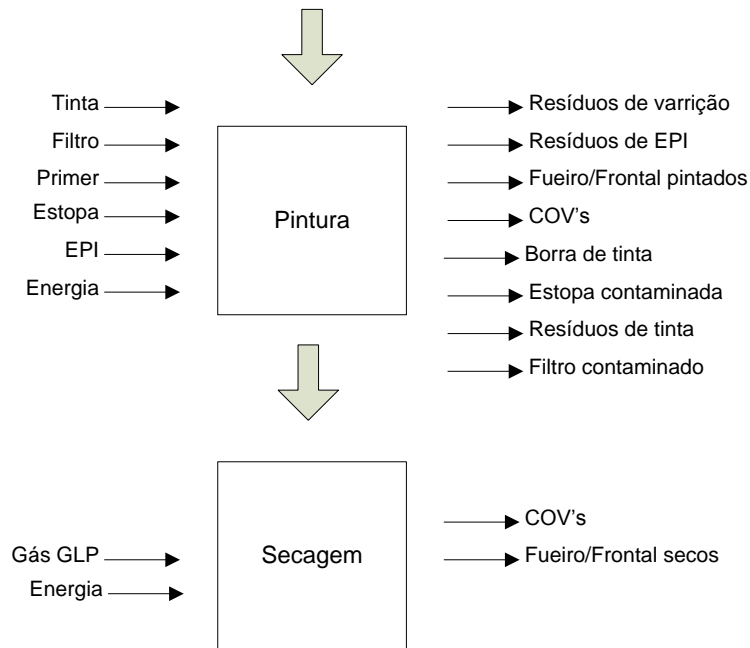 Tinta
Filtro
Primer
Estopa
EPI
Energia
Pintura
Resíduos de varrição
Resíduos de EPI
Fueiro/Frontal pintados
COV's
Borra de tinta
Estopa contaminada
Resíduos de tinta
Filtro contaminado
Gás GLP
Energia
Secagem
COV's
Fueiro/Frontal secos